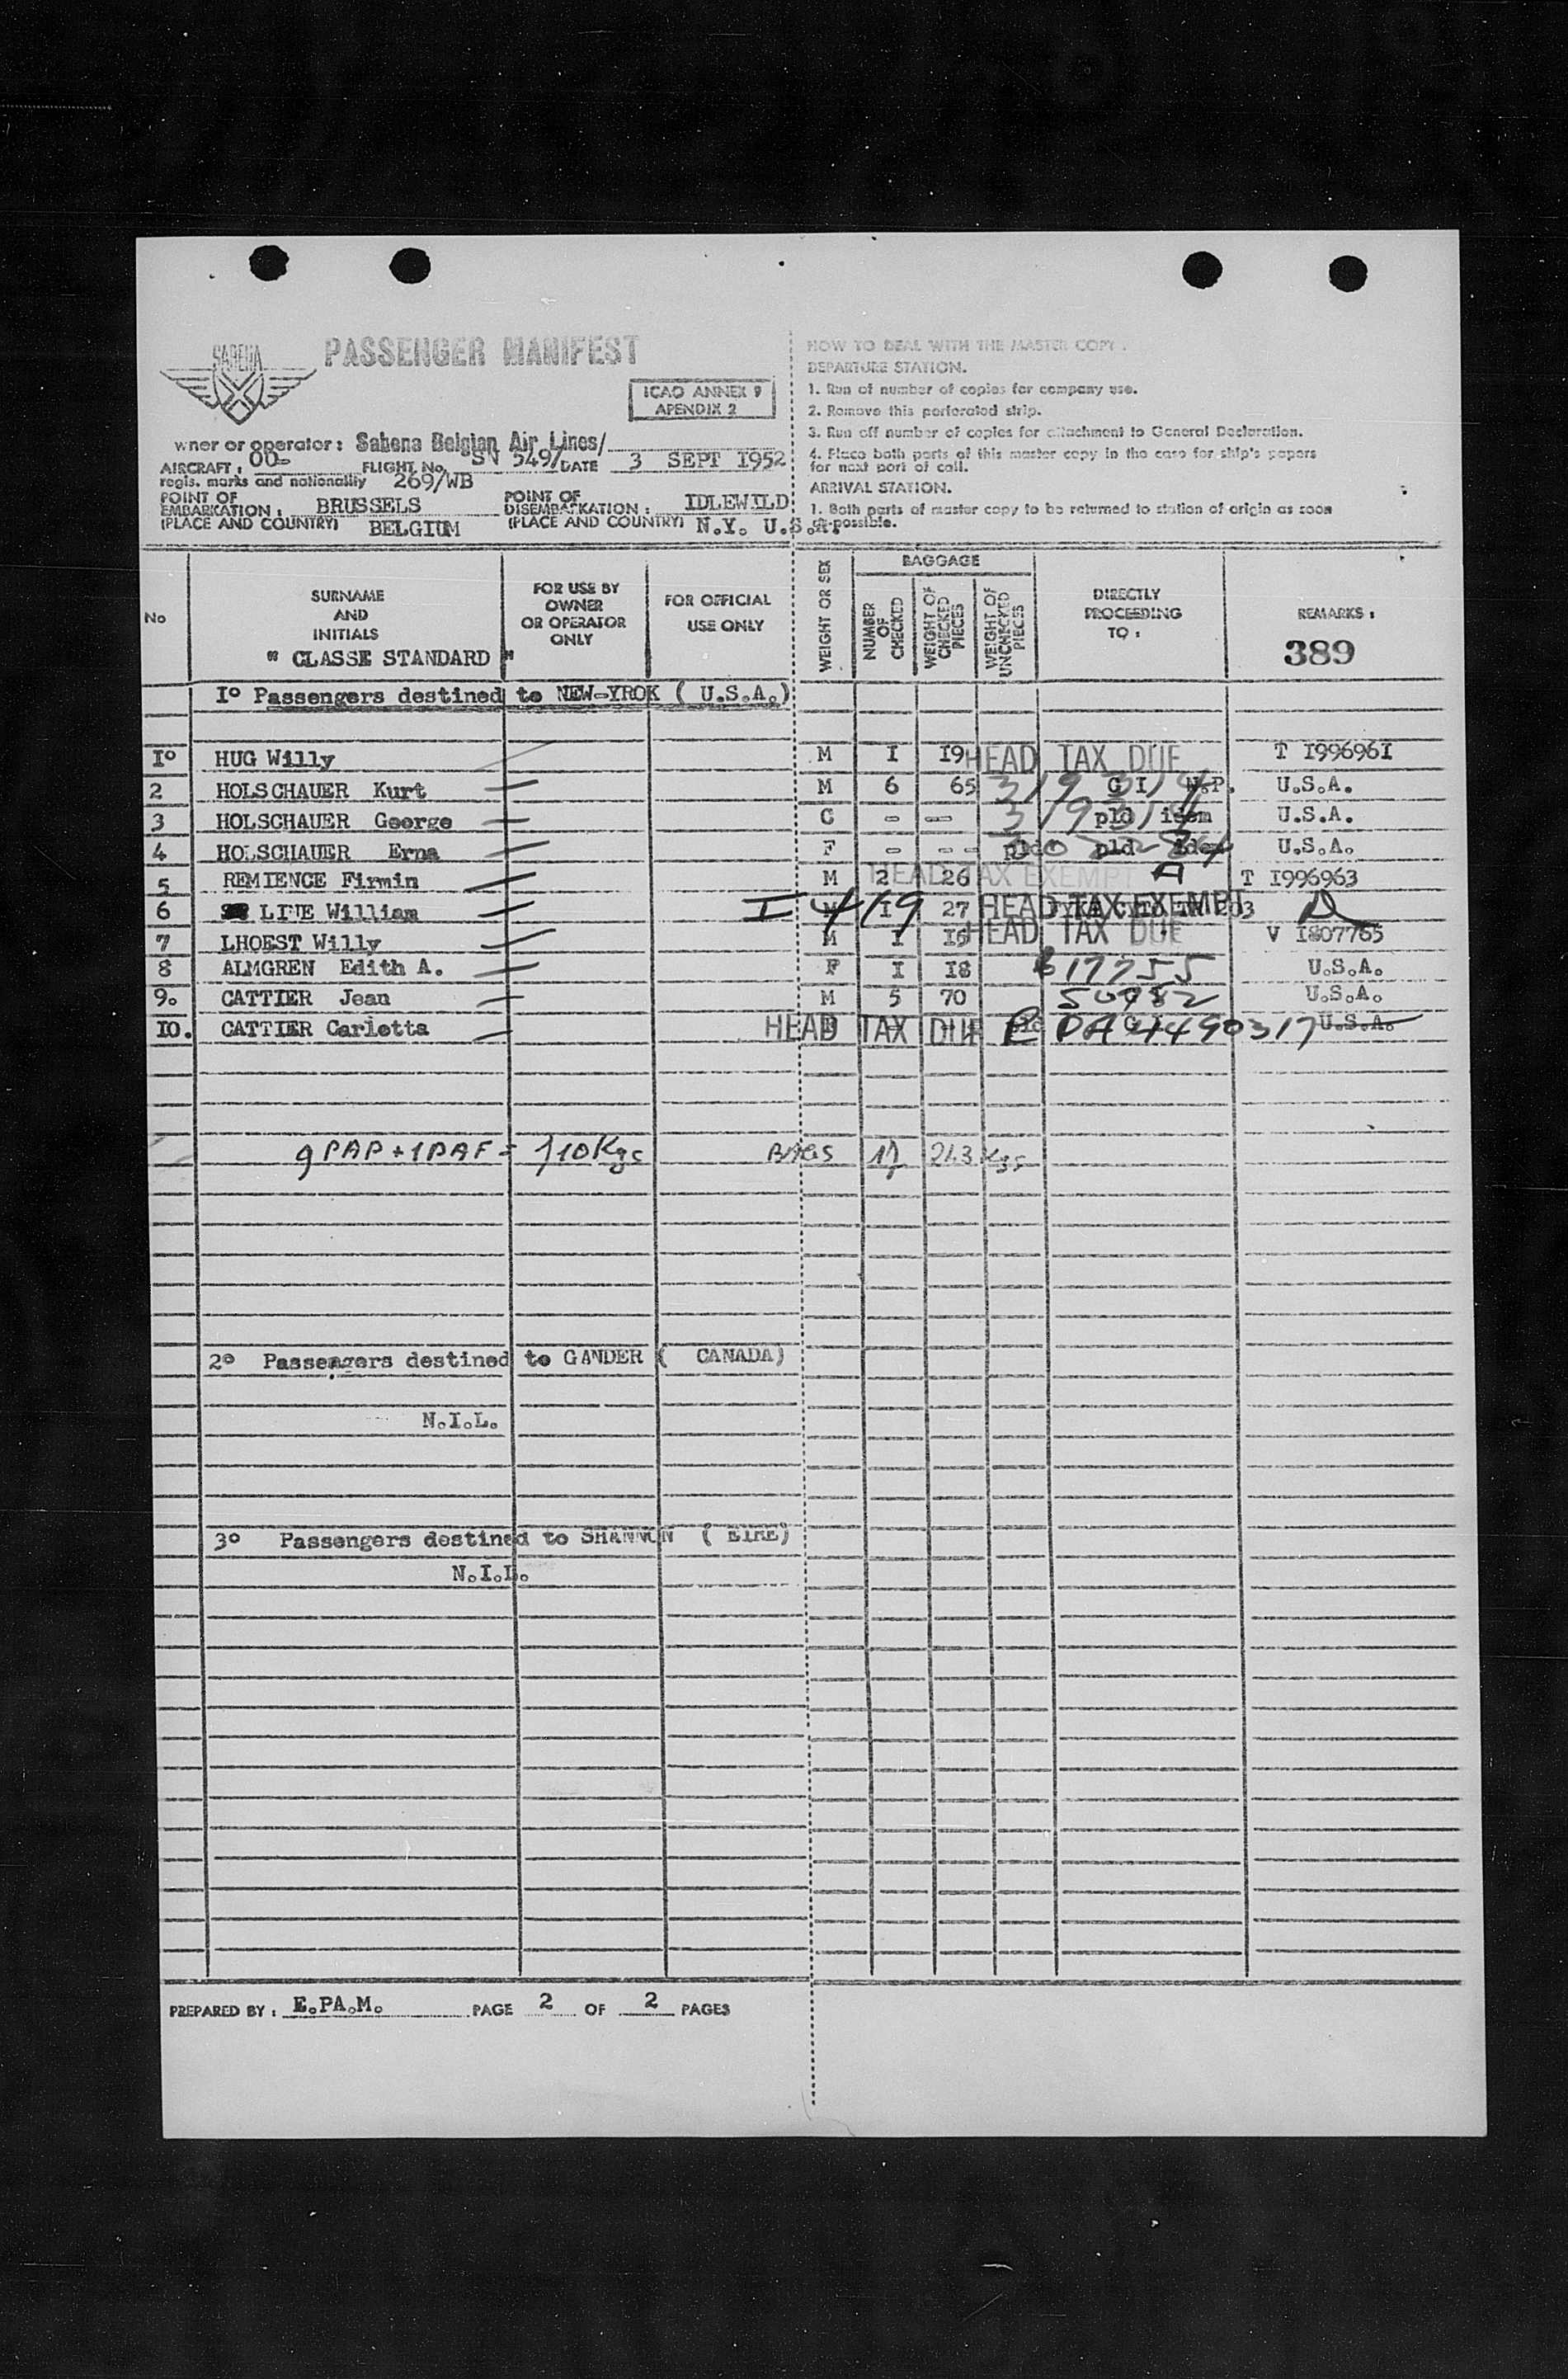 SABENA
PASSENGER MANIFEST
ICAO ANNEX 9
APENDIX 2
wner or operator: Sabena Belgian Air Lines/
AIRCRAFT: OO- FLIGHT No SN 549/ DATE 3 SEPT 1952
regis. marks and nationality 269/WB
POINT OF EMBARKATION: BRUSSELS POINT OF DISEMBARKATION: IDLEWILD
(PLACE AND COUNTRY) BELGIUM (PLACE AND COUNTRY) N.Y. U.S.A.
HOW TO DEAL WITH THE MASTER COPY.
DEPARTURE STATION.
1. Run of number of copies for company use.
2. Remove this perforated strip.
3. Run off number of copies for attachment to General Declaration.
4. Place both parts of this master copy in the case for ship's papers
for next port of call.
ARRIVAL STATION.
1. Both parts of master copy to be returned to station of origin as soon
possible.
No
SURNAME
AND
INITIALS
" CLASSE STANDARD "
FOR USE BY
OWNER
OR OPERATOR
ONLY
FOR OFFICIAL
USE ONLY
WEIGHT OR SEX
BAGGAGE
NUMBER OF CHECKED
WEIGHT OF CHECKED PIECES
WEIGHT OF UNCHECKED PIECES
DIRECTLY
PROCEEDING
TO:
REMARKS:
389
I° Passengers destined to NEW-YROK ( U.S.A.)
I° HUG Willy M I I9 HEAD TAX DUE T I99696I
2 HOLSCHAUER Kurt M 6 65 G I U.S.A.
3 HOLSCHAUER George C - -- pld idem U.S.A.
4 HOLSCHAUER Erna F - - - pld idem U.S.A.
5 REMIENCE Firmin M 2 26 HEAD TAX EXEMPT A T I996963
6 LINE William I 419 M I 27 HEAD TAX EXEMPT
7 LHOEST Willy M I I5 HEAD TAX DUE V I807765
8 ALMGREN Edith A. F I I8 B17755 U.S.A.
9. CATTIER Jean M 5 70 50982 U.S.A.
IO. CATTIER Carletta HEAD TAX DUE U.S.A.
9 PAP + 1 PAF = 710 Kgs BAGS 17 243 Kgs
2° Passengers destined to GANDER ( CANADA)
N.I.L.
3° Passengers destined to SHANNON ( EIRE)
N.I.L.
PREPARED BY: E.PA.M. PAGE 2 OF 2 PAGES